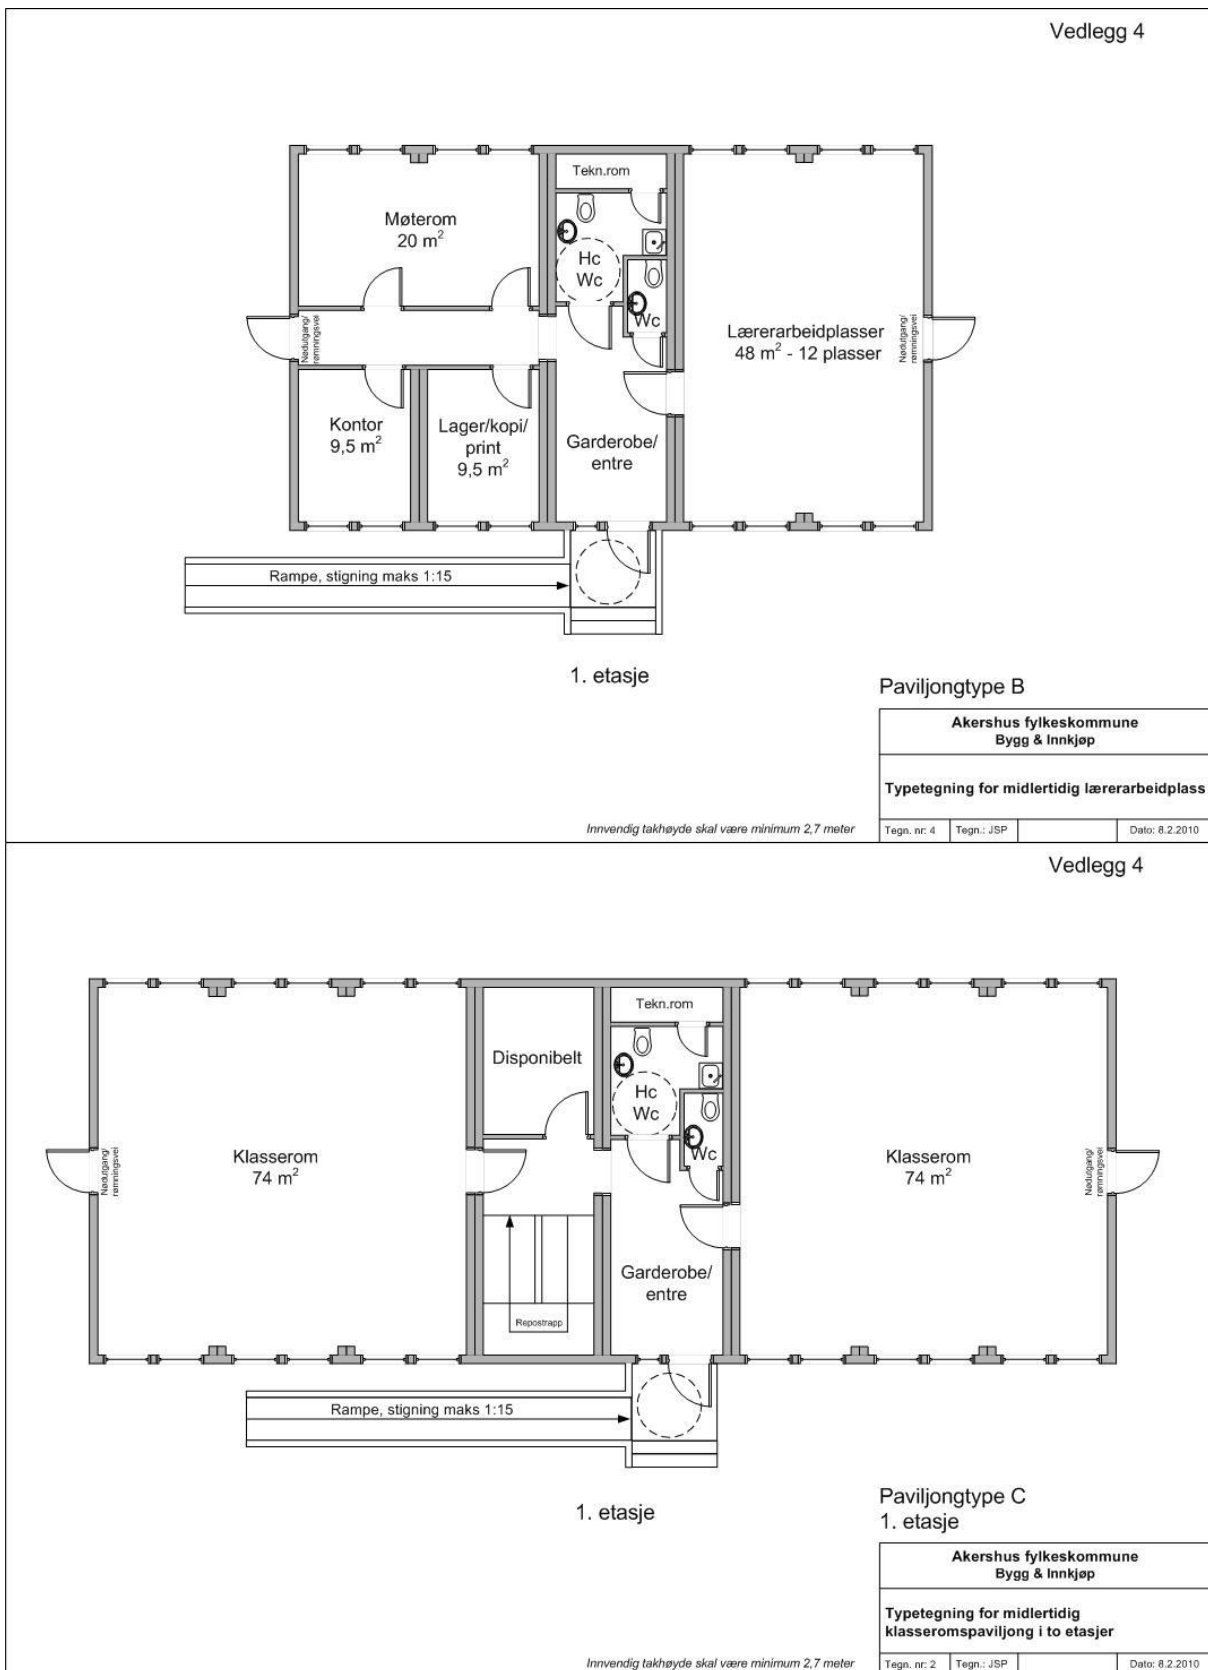 Vedlegg 4
Tekn.rom
Møterom
20 m²
Hc
Wc
Wc
Nødutgang/
rømningsvei
Lærerarbeidplasser
48 m² - 12 plasser
Nødutgang/
rømningsvei
Kontor
9,5 m²
Lager/kopi/
print
9,5 m²
Garderobe/
entre
Rampe, stigning maks 1:15
1. etasje
Paviljongtype B
Akershus fylkeskommune
Bygg & Innkjøp
Typetegning for midlertidig lærerarbeidplass
Innvendig takhøyde skal være minimum 2,7 meter
Tegn. nr: 4 Tegn.: JSP Dato: 8.2.2010
Vedlegg 4
Tekn.rom
Disponibelt
Hc
Wc
Wc
Nødutgang/
rømningsvei
Klasserom
74 m²
Klasserom
74 m²
Nødutgang/
rømningsvei
Garderobe/
entre
Repostrapp
Rampe, stigning maks 1:15
1. etasje
Paviljongtype C
1. etasje
Akershus fylkeskommune
Bygg & Innkjøp
Typetegning for midlertidig
klasseromspaviljong i to etasjer
Innvendig takhøyde skal være minimum 2,7 meter
Tegn. nr: 2 Tegn.: JSP Dato: 8.2.2010